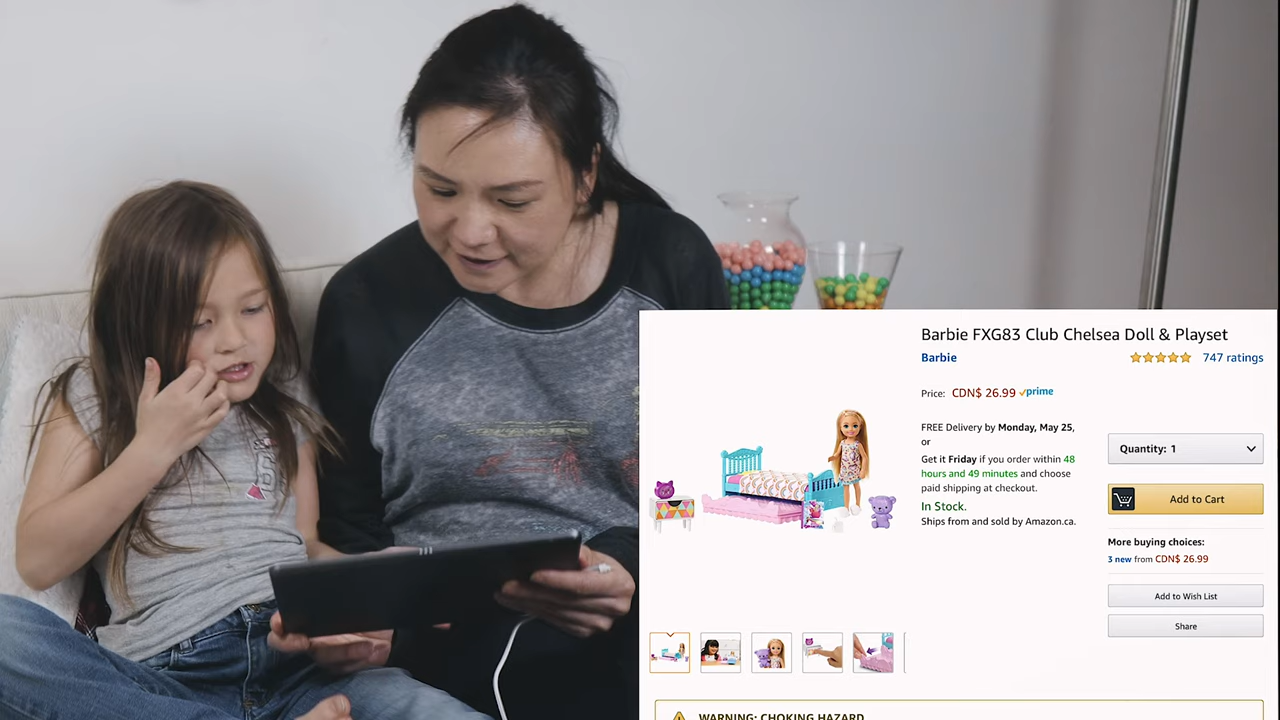 Barbie FXG83 Club Chelsea Doll & Playset
Barbie
747 ratings
Price: CDN$ 26.99 prime
FREE Delivery by Monday, May 25,
or
Get it Friday if you order within 48
hours and 49 minutes and choose
paid shipping at checkout.
In Stock.
Ships from and sold by Amazon.ca.
Quantity: 1
Add to Cart
More buying choices:
3 new from CDN$ 26.99
Add to Wish List
Share
WARNING: CHOKING HAZARD